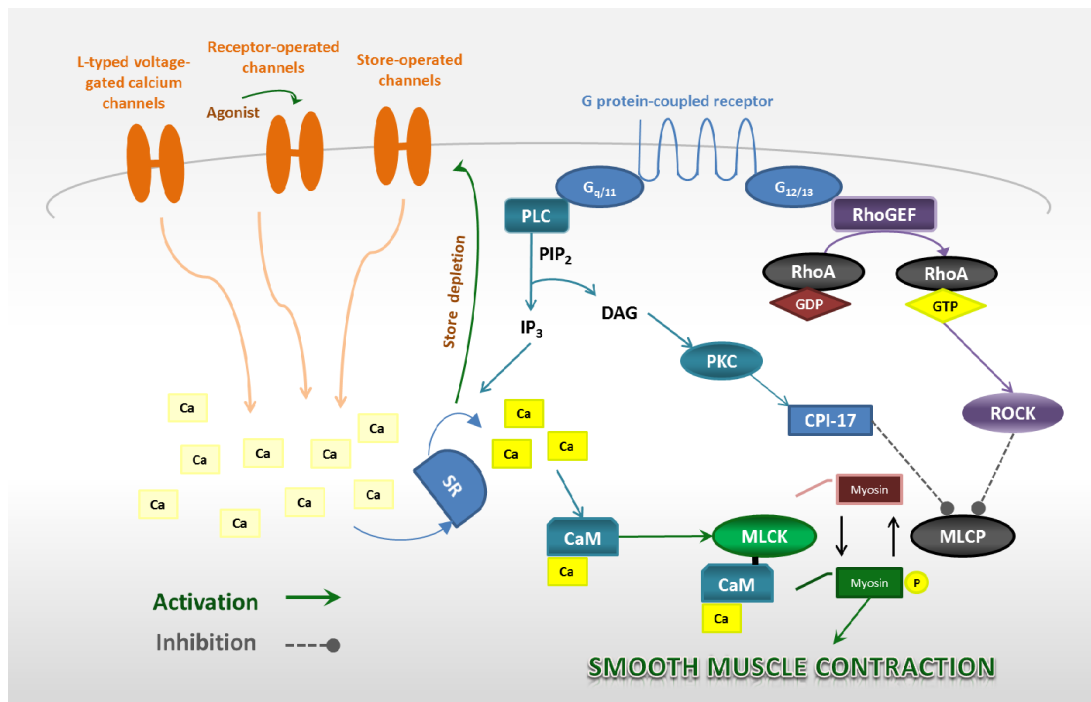 L-typed voltage-
gated calcium
channels
Receptor-operated
channels
Agonist
Store-operated
channels
G protein-coupled receptor
Gq/11
G12/13
PLC
RhoGEF
PIP2
RhoA
GDP
RhoA
GTP
Store depletion
IP3
DAG
PKC
CPI-17
ROCK
Ca
Ca
Ca
Ca
Ca
Ca
Ca
Ca
Ca
SR
Ca
Ca
Ca
Ca
CaM
Ca
MLCK
CaM
Ca
Myosin
MLCP
Myosin
P
Activation
Inhibition
SMOOTH MUSCLE CONTRACTION